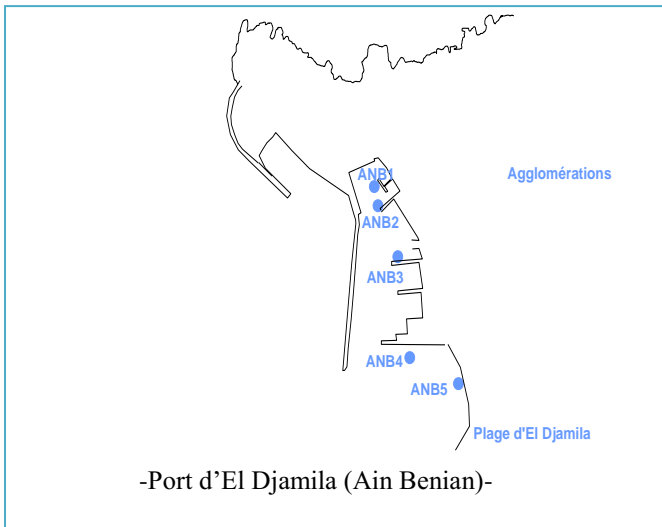 ANB1
Agglomérations
ANB2
ANB3
ANB4
ANB5
Plage d'El Djamila
-Port d’El Djamila (Ain Benian)-